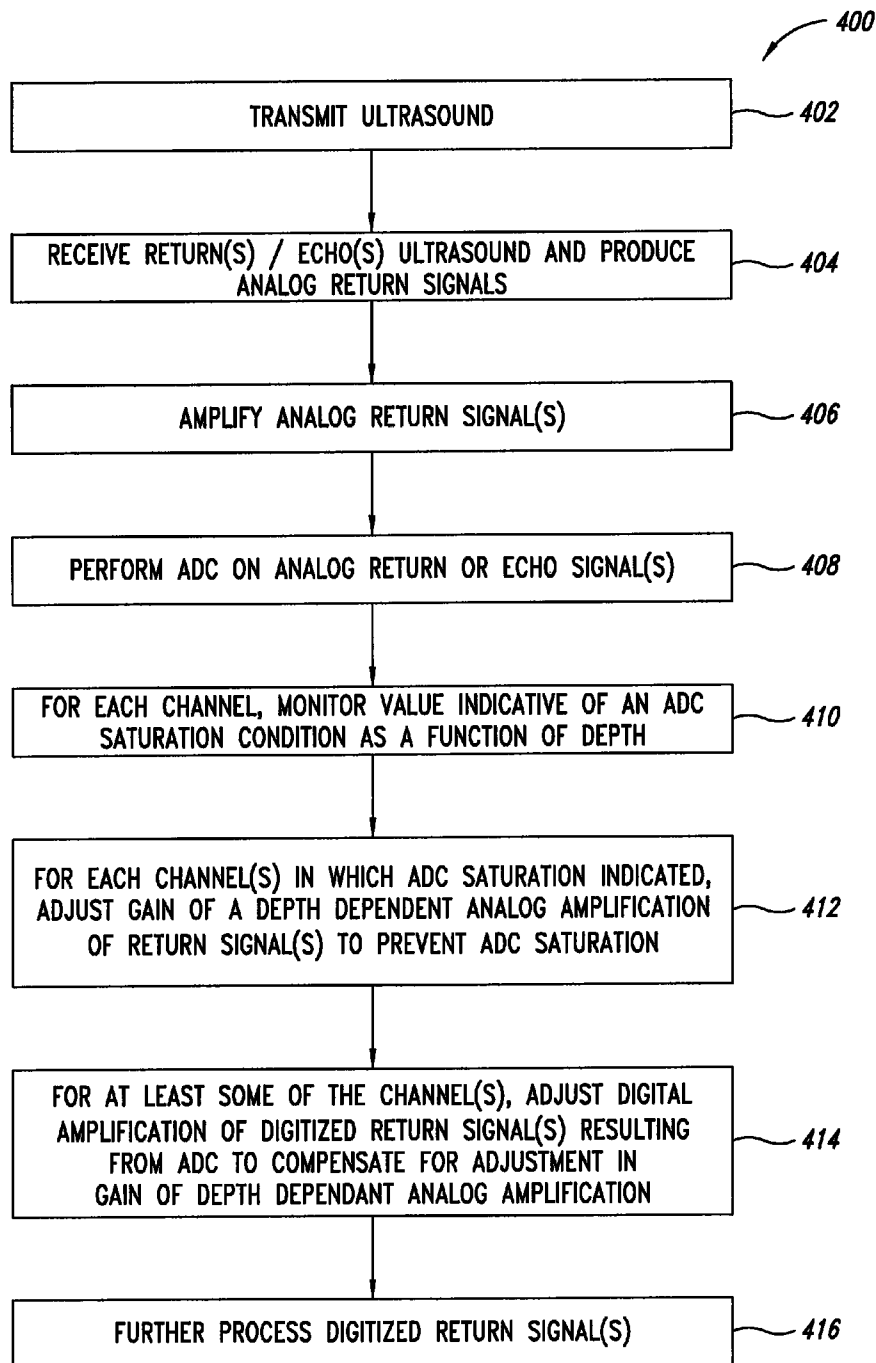 400
TRANSMIT ULTRASOUND
402
RECEIVE RETURN(S) / ECHO(S) ULTRASOUND AND PRODUCE
ANALOG RETURN SIGNALS
404
AMPLIFY ANALOG RETURN SIGNAL(S)
406
PERFORM ADC ON ANALOG RETURN OR ECHO SIGNAL(S)
408
FOR EACH CHANNEL, MONITOR VALUE INDICATIVE OF AN ADC
SATURATION CONDITION AS A FUNCTION OF DEPTH
410
FOR EACH CHANNEL(S) IN WHICH ADC SATURATION INDICATED,
ADJUST GAIN OF A DEPTH DEPENDENT ANALOG AMPLIFICATION
OF RETURN SIGNAL(S) TO PREVENT ADC SATURATION
412
FOR AT LEAST SOME OF THE CHANNEL(S), ADJUST DIGITAL
AMPLIFICATION OF DIGITIZED RETURN SIGNAL(S) RESULTING
FROM ADC TO COMPENSATE FOR ADJUSTMENT IN
GAIN OF DEPTH DEPENDANT ANALOG AMPLIFICATION
414
FURTHER PROCESS DIGITIZED RETURN SIGNAL(S)
416